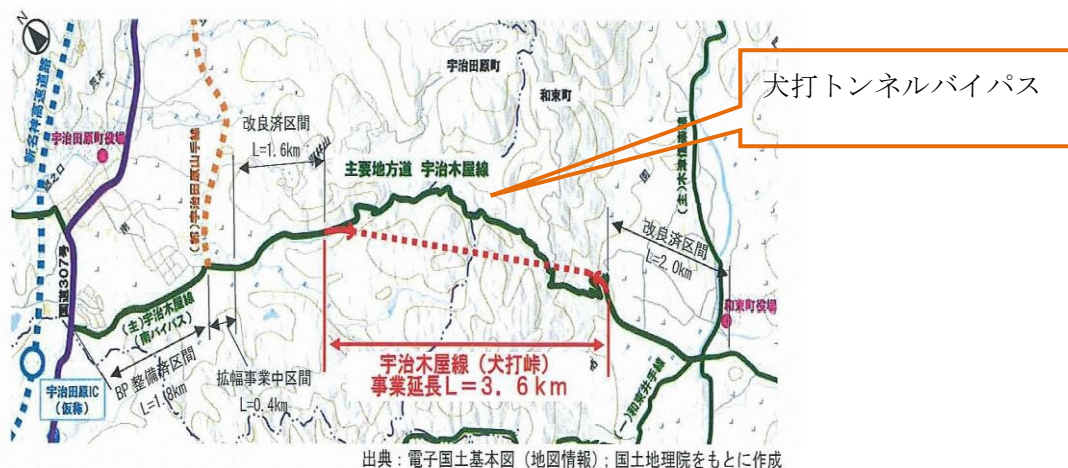 犬打トンネルバイパス
宇治田原町
和束町
新名神高速道路
宇治田原町役場
国道307号
(都)宇治田原山手線
改良済区間
L=1.6km
主要地方道 宇治木屋線
改良済区間
L=2.0km
和束町役場
(主)宇治木屋線
(南バイパス)
BP整備済区間
L=1.8km
拡幅事業中区間
L=0.4km
宇治木屋線(犬打峠)
事業延長L=3.6km
宇治田原IC
(仮称)
(一)和束井手線
出典:電子国土基本図(地図情報);国土地理院をもとに作成